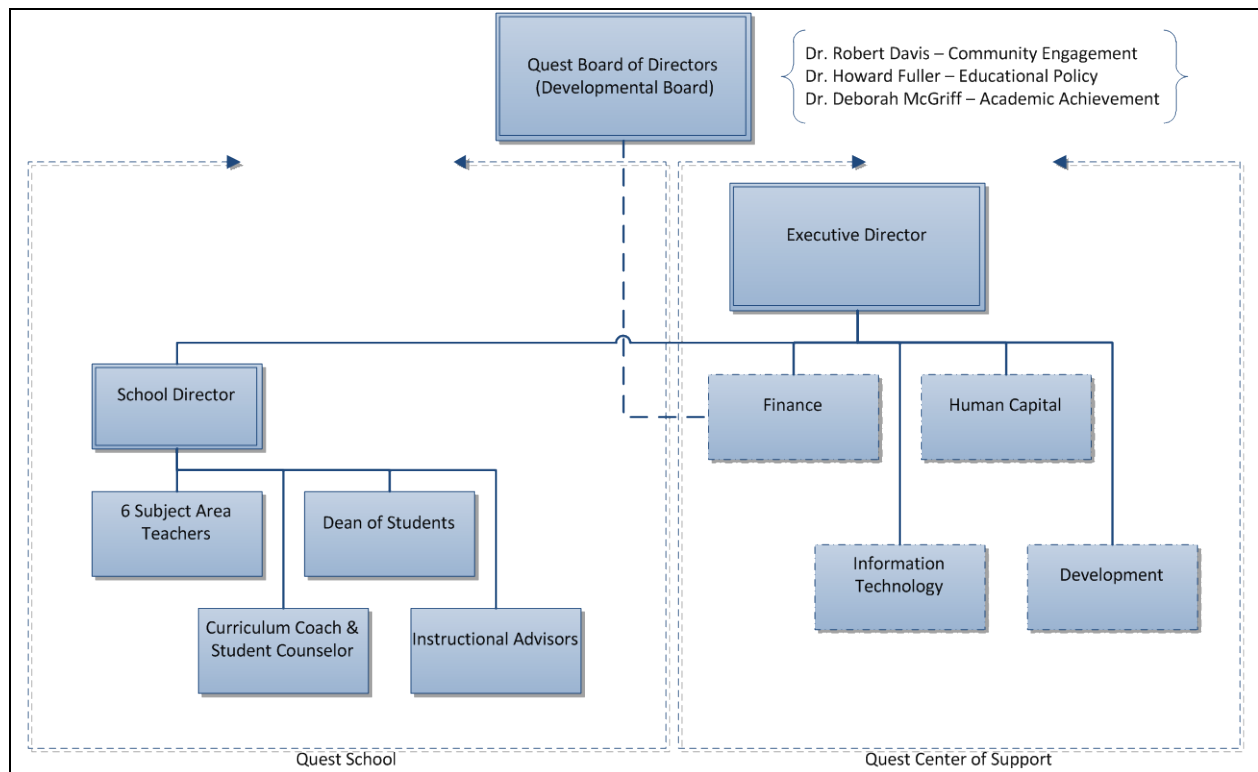 Quest Board of Directors
(Developmental Board)
Dr. Robert Davis – Community Engagement
Dr. Howard Fuller – Educational Policy
Dr. Deborah McGriff – Academic Achievement
Executive Director
School Director
Finance
Human Capital
6 Subject Area
Teachers
Dean of Students
Information
Technology
Development
Curriculum Coach &
Student Counselor
Instructional Advisors
Quest School
Quest Center of Support